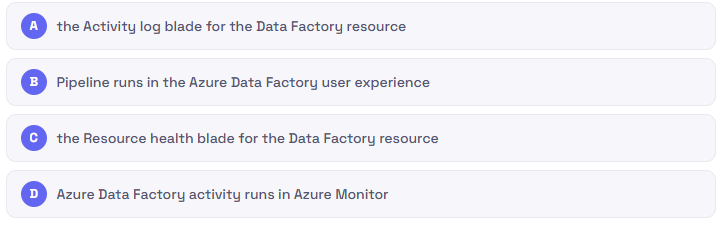 A the Activity log blade for the Data Factory resource
B Pipeline runs in the Azure Data Factory user experience
C the Resource health blade for the Data Factory resource
D Azure Data Factory activity runs in Azure Monitor